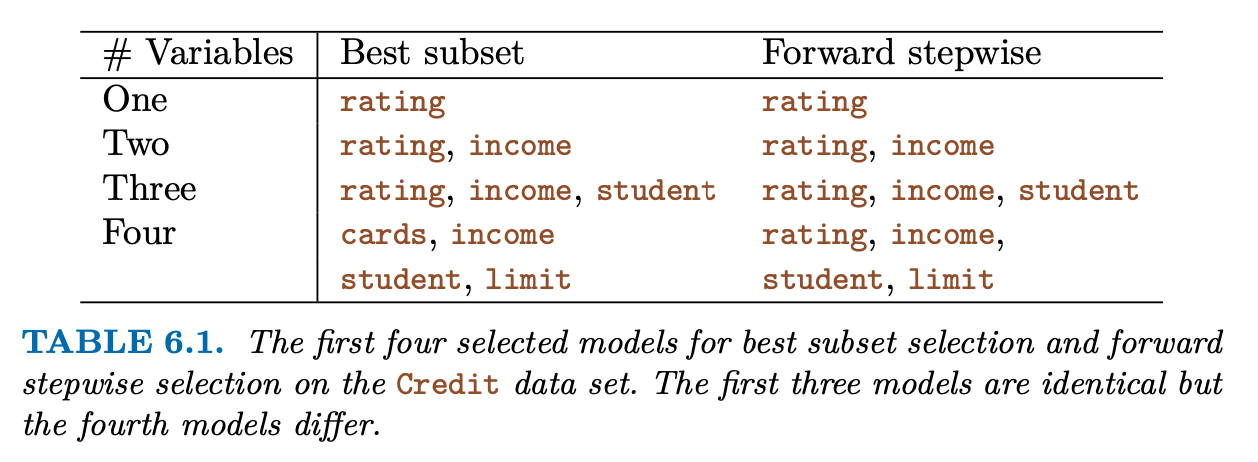 # Variables Best subset Forward stepwise
One rating rating
Two rating, income rating, income
Three rating, income, student rating, income, student
Four cards, income rating, income,
student, limit student, limit
TABLE 6.1. The first four selected models for best subset selection and forward
stepwise selection on the Credit data set. The first three models are identical but
the fourth models differ.